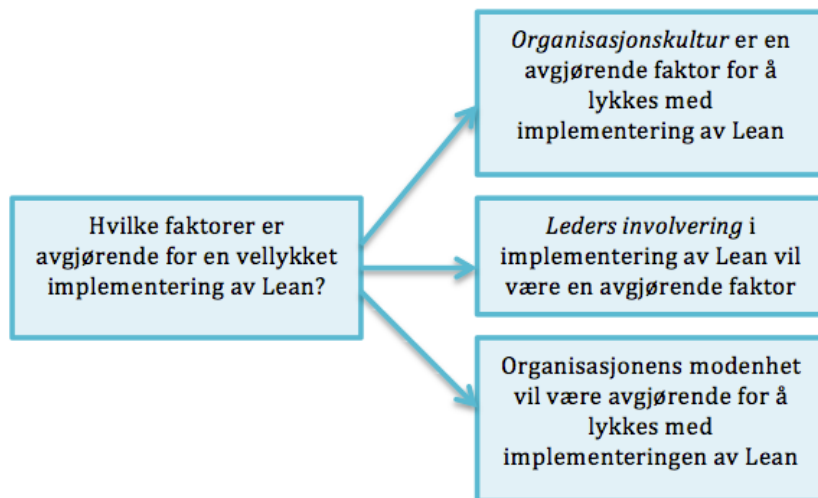 Hvilke faktorer er
avgjørende for en vellykket
implementering av Lean?
Organisasjonskultur er en
avgjørende faktor for å
lykkes med
implementering av Lean
Leders involvering i
implementering av Lean vil
være en avgjørende faktor
Organisasjonens modenhet
vil være avgjørende for å
lykkes med
implementeringen av Lean